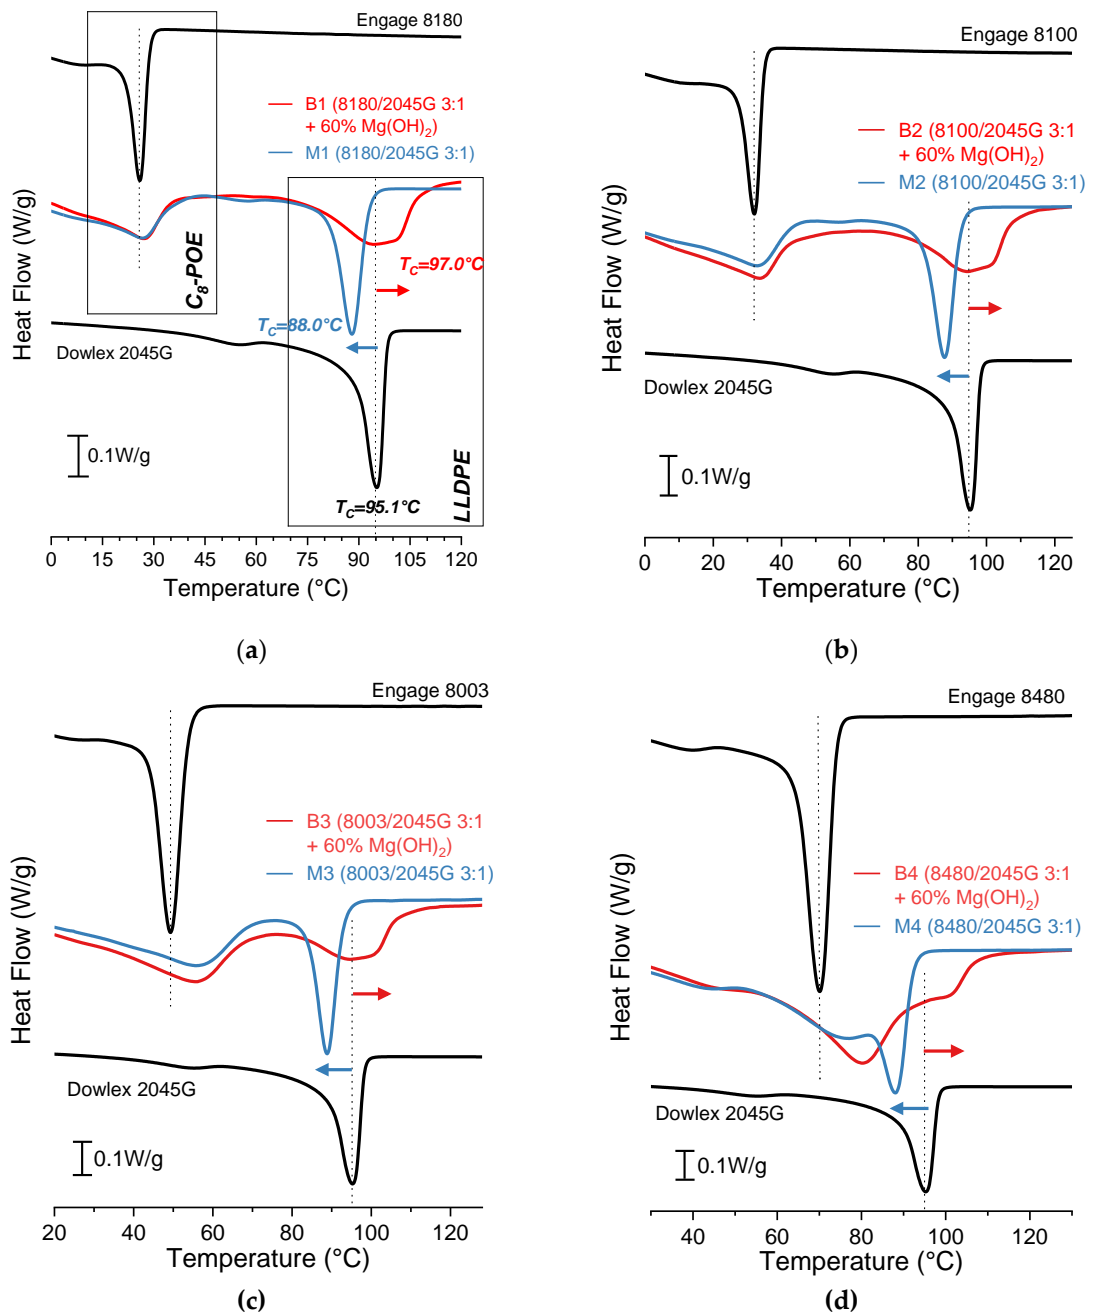 Engage 8180
B1 (8180/2045G 3:1
+ 60% Mg(OH)2)
M1 (8180/2045G 3:1)
C8-POE
TC=97.0°C
TC=88.0°C
Dowlex 2045G
0.1W/g
TC=95.1°C
LLDPE
Heat Flow (W/g)
0 15 30 45 60 75 90 105 120
Temperature (°C)
(a)
Engage 8100
B2 (8100/2045G 3:1
+ 60% Mg(OH)2)
M2 (8100/2045G 3:1)
Dowlex 2045G
0.1W/g
Heat Flow (W/g)
0 20 40 60 80 100 120
Temperature (°C)
(b)
Engage 8003
B3 (8003/2045G 3:1
+ 60% Mg(OH)2)
M3 (8003/2045G 3:1)
Dowlex 2045G
0.1W/g
Heat Flow (W/g)
20 40 60 80 100 120
Temperature (°C)
(c)
Engage 8480
B4 (8480/2045G 3:1
+ 60% Mg(OH)2)
M4 (8480/2045G 3:1)
Dowlex 2045G
0.1W/g
Heat Flow (W/g)
40 60 80 100 120
Temperature (°C)
(d)